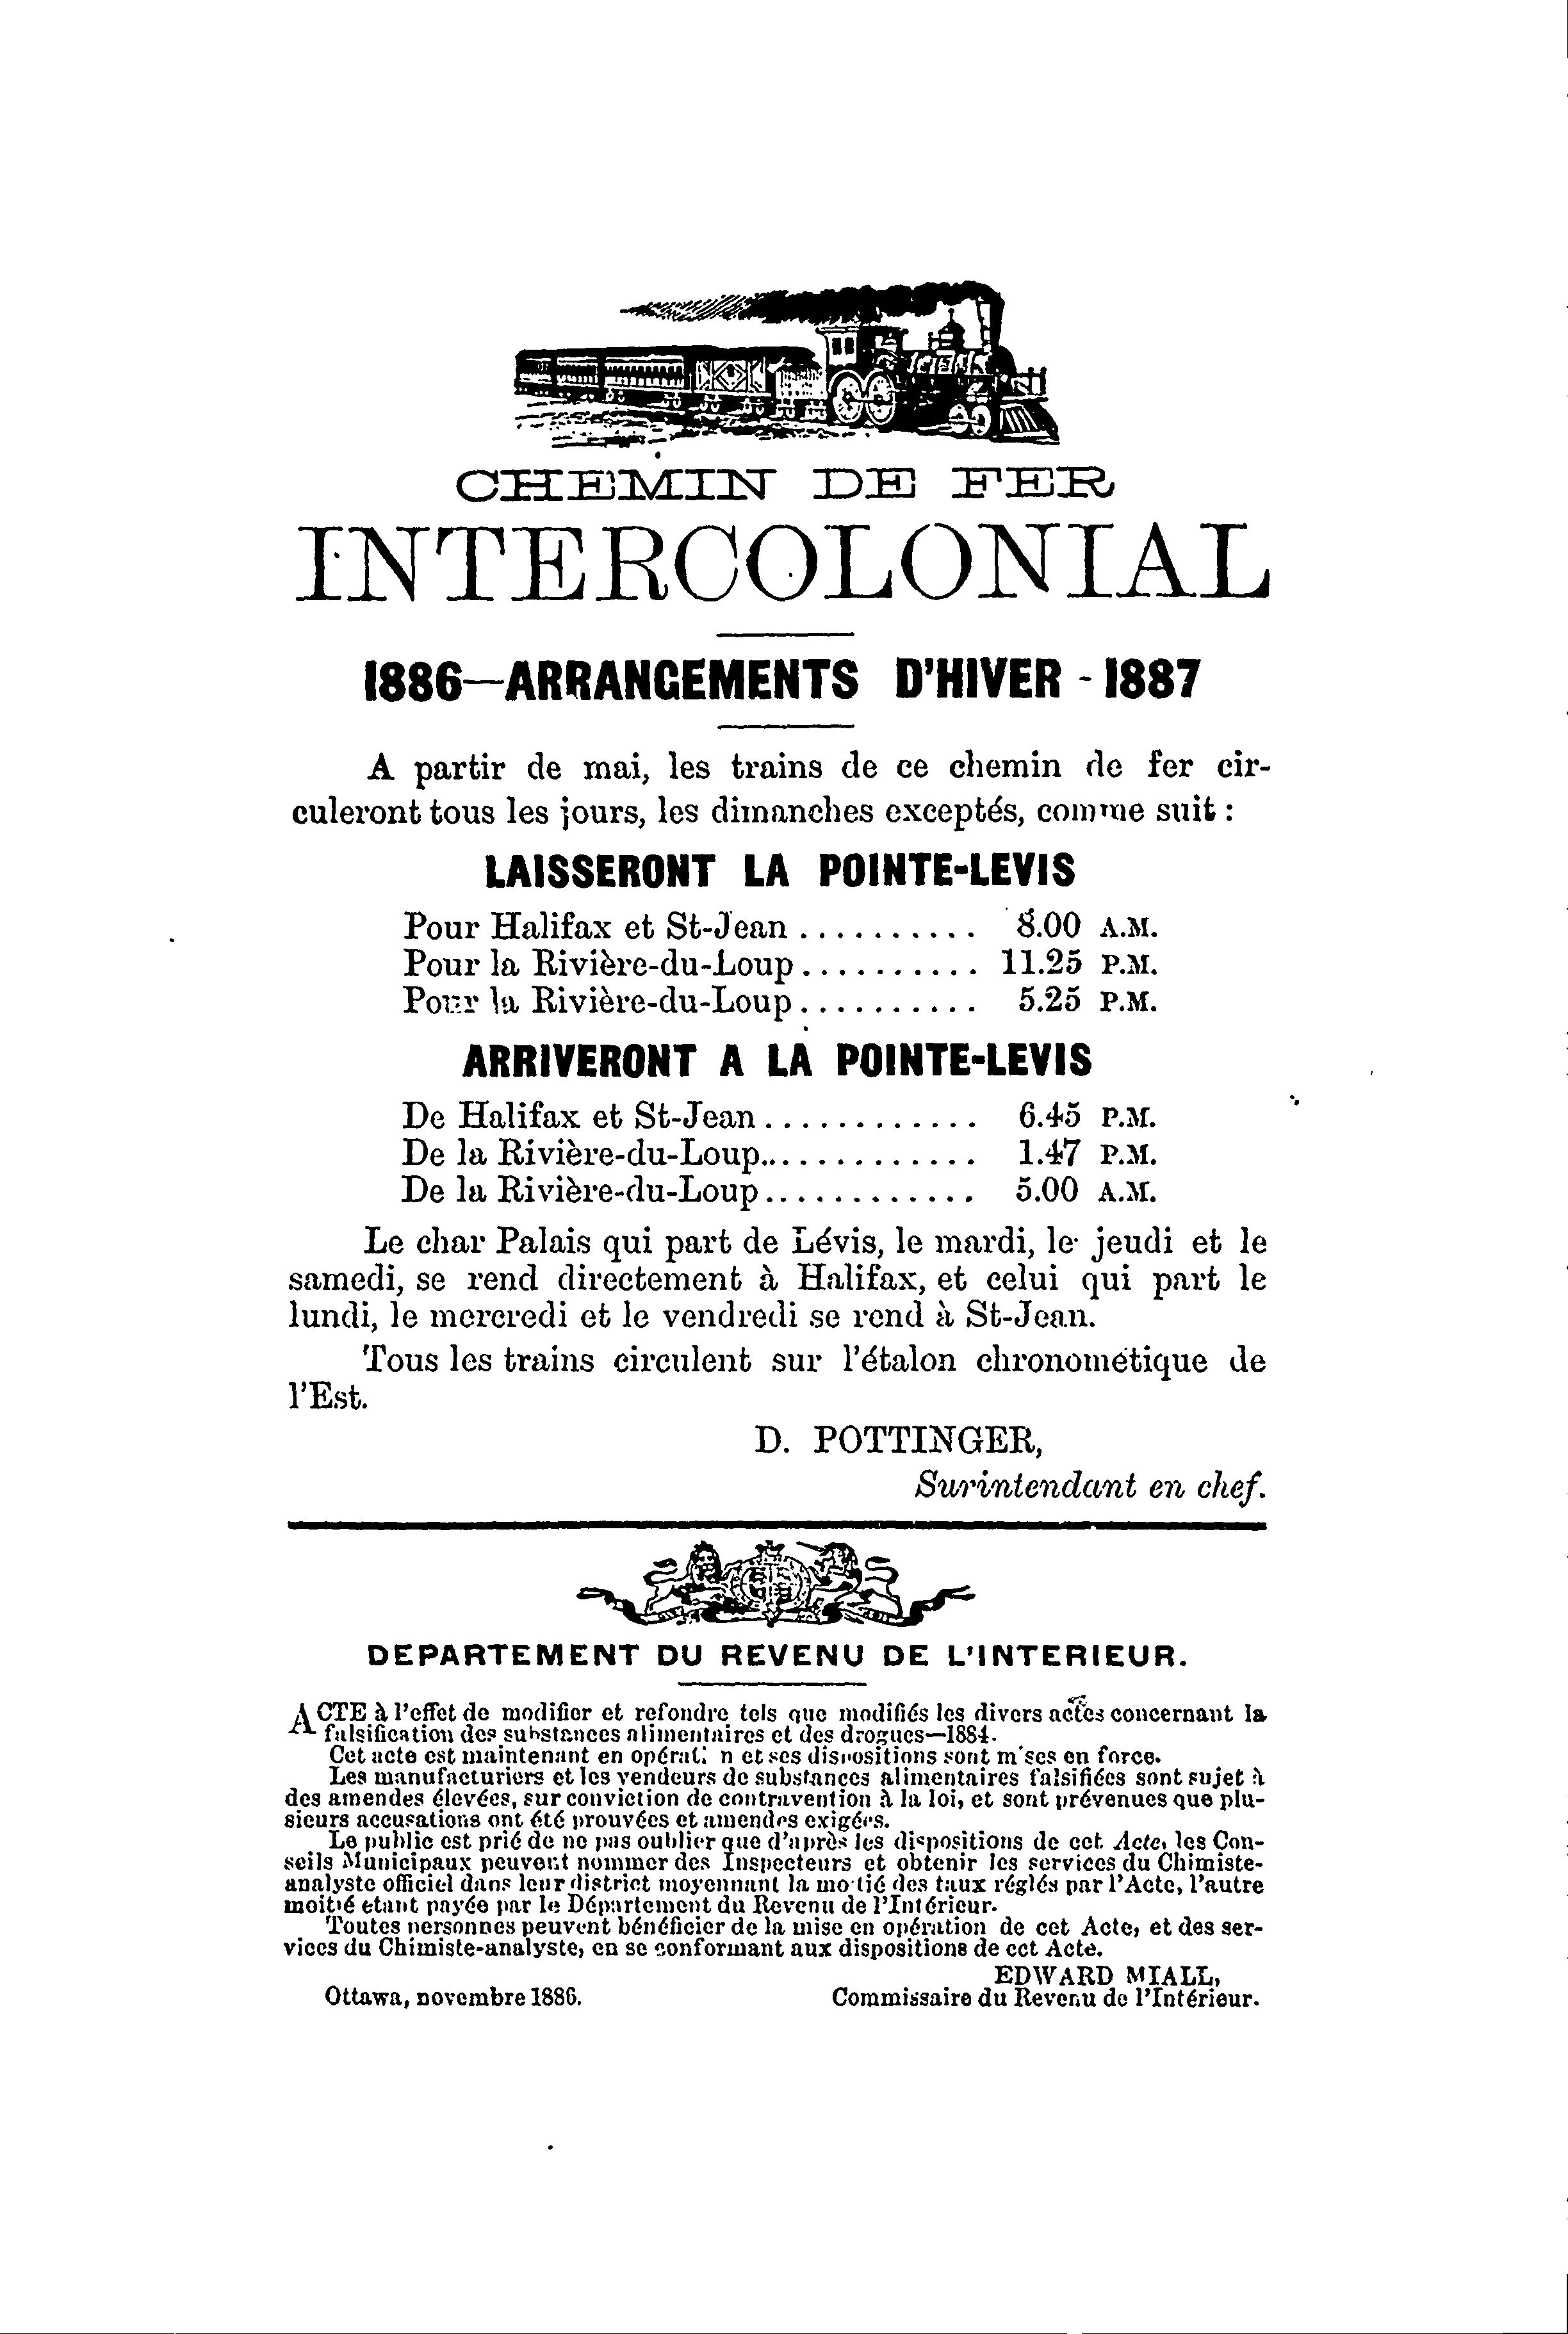 CHEMIN DE FER
INTERCOLONIAL
1886—ARRANGEMENTS D'HIVER - 1887
A partir de mai, les trains de ce chemin de fer cir-
culeront tous les jours, les dimanches exceptés, comme suit :
LAISSERONT LA POINTE-LEVIS
Pour Halifax et St-Jean .......... 8.00 A.M.
Pour la Rivière-du-Loup .......... 11.25 P.M.
Pour la Rivière-du-Loup .......... 5.25 P.M.
ARRIVERONT A LA POINTE-LEVIS
De Halifax et St-Jean ............ 6.45 P.M.
De la Rivière-du-Loup ............ 1.47 P.M.
De la Rivière-du-Loup ............ 5.00 A.M.
Le char Palais qui part de Lévis, le mardi, le jeudi et le
samedi, se rend directement à Halifax, et celui qui part le
lundi, le mercredi et le vendredi se rend à St-Jean.
Tous les trains circulent sur l'étalon chronométique de
l'Est.
D. POTTINGER,
Surintendant en chef.
DEPARTEMENT DU REVENU DE L'INTERIEUR.
ACTE à l'effet de modifier et refondre tels que modifiés les divers actes concernant la
falsification des substances alimentaires et des drogues—1884.
Cet acte est maintenant en opération et ses dispositions sont mises en force.
Les manufacturiers et les vendeurs de substances alimentaires falsifiées sont sujet à
des amendes élevées, sur conviction de contravention à la loi, et sont prévenues que plu-
sieurs accusations ont été prouvées et amendes exigées.
Le public est prié de ne pas oublier que d'après les dispositions de cet Acte, les Con-
seils Municipaux peuvent nommer des Inspecteurs et obtenir les services du Chimiste-
analyste officiel dans leur district moyennant la moitié des taux réglés par l'Acte, l'autre
moitié etant payée par le Département du Revenu de l'Intérieur.
Toutes personnes peuvent bénéficier de la mise en opération de cet Acte, et des ser-
vices du Chimiste-analyste, en se conformant aux dispositions de cet Acte.
EDWARD MIALL,
Ottawa, novembre 1886. Commissaire du Revenu de l'Intérieur.